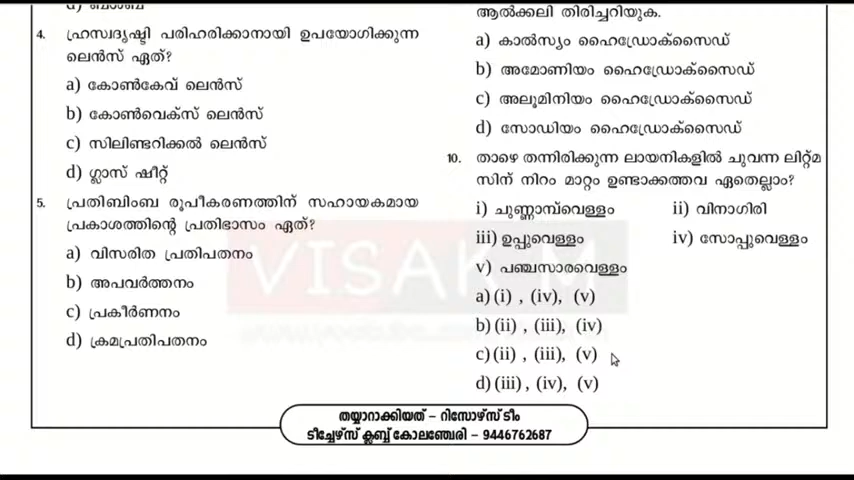 d) ബാഹ്യ
4. ഹ്രസ്വദൃഷ്ടി പരിഹരിക്കാനായി ഉപയോഗിക്കുന്ന
ലെൻസ് ഏത്?
a) കോൺകേവ് ലെൻസ്
b) കോൺവെക്സ് ലെൻസ്
c) സിലിണ്ടറിക്കൽ ലെൻസ്
d) ഗ്ലാസ് ഷീറ്റ്
5. പ്രതിബിംബ രൂപീകരണത്തിന് സഹായകമായ
പ്രകാശത്തിന്റെ പ്രതിഭാസം ഏത്?
a) വിസരിത പ്രതിപതനം
b) അപവർത്തനം
c) പ്രകീർണനം
d) ക്രമപ്രതിപതനം
ആൽക്കലി തിരിച്ചറിയുക.
a) കാൽസ്യം ഹൈഡ്രോക്സൈഡ്
b) അമോണിയം ഹൈഡ്രോക്സൈഡ്
c) അലൂമിനിയം ഹൈഡ്രോക്സൈഡ്
d) സോഡിയം ഹൈഡ്രോക്സൈഡ്
10. താഴെ തന്നിരിക്കുന്ന ലായനികളിൽ ചുവന്ന ലിറ്റ്മ
സിന് നിറം മാറ്റം ഉണ്ടാക്കത്തവ ഏതെല്ലാം?
i) ചുണ്ണാമ്പ്‌വെള്ളം ii) വിനാഗിരി
iii) ഉപ്പുവെള്ളം iv) സോപ്പുവെള്ളം
v) പഞ്ചസാരവെള്ളം
a) (i) , (iv), (v)
b) (ii) , (iii), (iv)
c) (ii) , (iii), (v)
d) (iii) , (iv), (v)
VISAK M
തയ്യാറാക്കിയത് – റിസോഴ്സ് ടീം
ടീച്ചേഴ്സ് ക്ലബ്ബ് കോലഞ്ചേരി – 9446762687